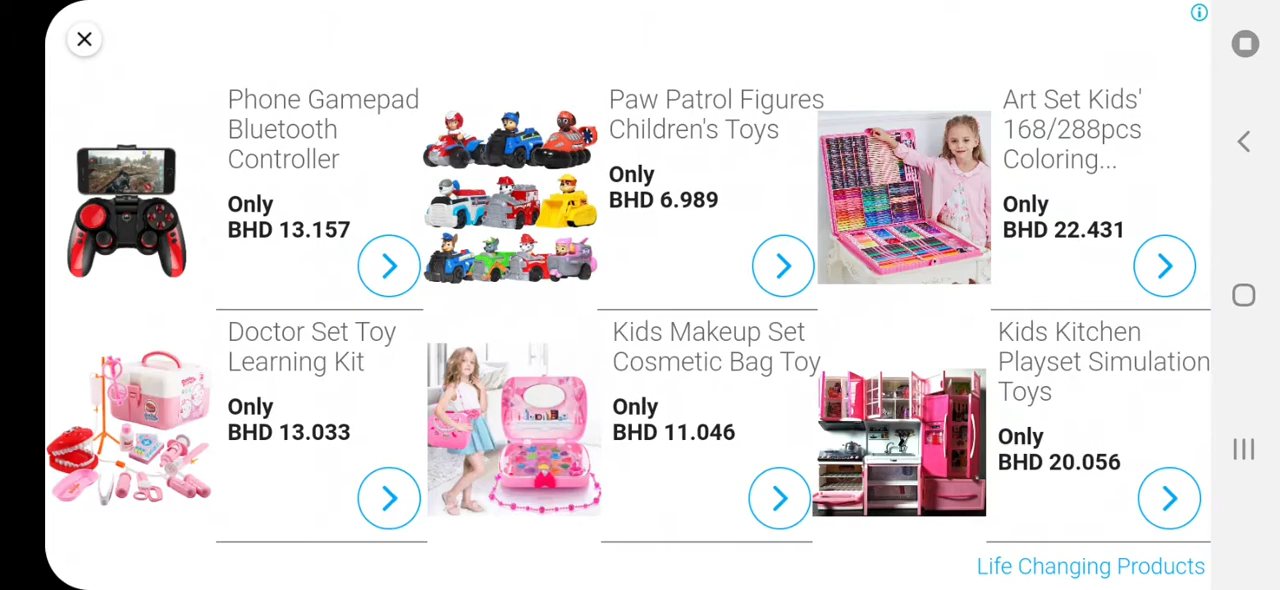 Phone Gamepad
Bluetooth
Controller
Only
BHD 13.157
Paw Patrol Figures
Children's Toys
Only
BHD 6.989
Art Set Kids'
168/288pcs
Coloring...
Only
BHD 22.431
Doctor Set Toy
Learning Kit
Only
BHD 13.033
Kids Makeup Set
Cosmetic Bag Toy
Only
BHD 11.046
Kids Kitchen
Playset Simulation
Toys
Only
BHD 20.056
Life Changing Products